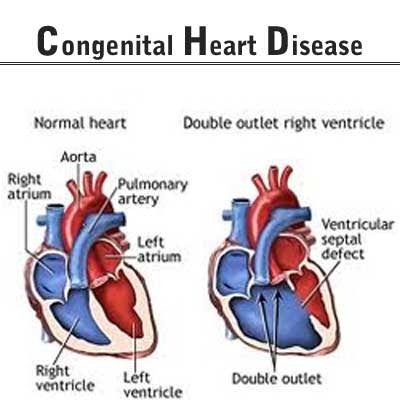 Congenital Heart Disease
Normal heart
Double outlet right ventricle
Aorta
Right
atrium
Pulmonary
artery
Left
atrium
Ventricular
septal
defect
Right
ventricle
Left
ventricle
Double outlet